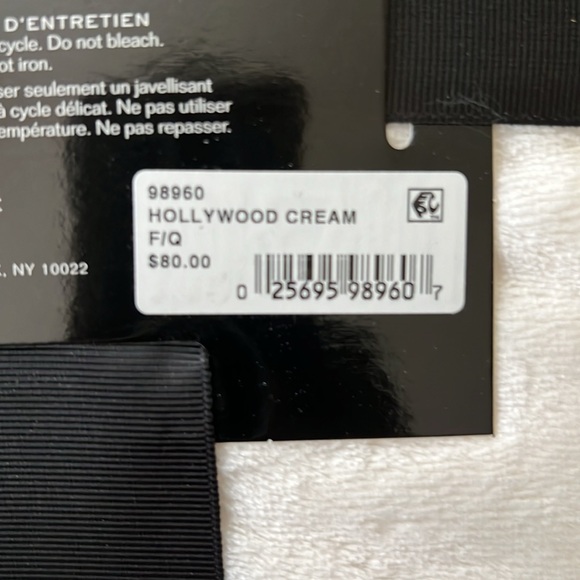 D'ENTRETIEN
cycle. Do not bleach.
ot iron.
ser seulement un javellisant
à cycle délicat. Ne pas utiliser
empérature. Ne pas repasser.
, NY 10022
98960
HOLLYWOOD CREAM
F/Q
$80.00
0 25695 98960 7